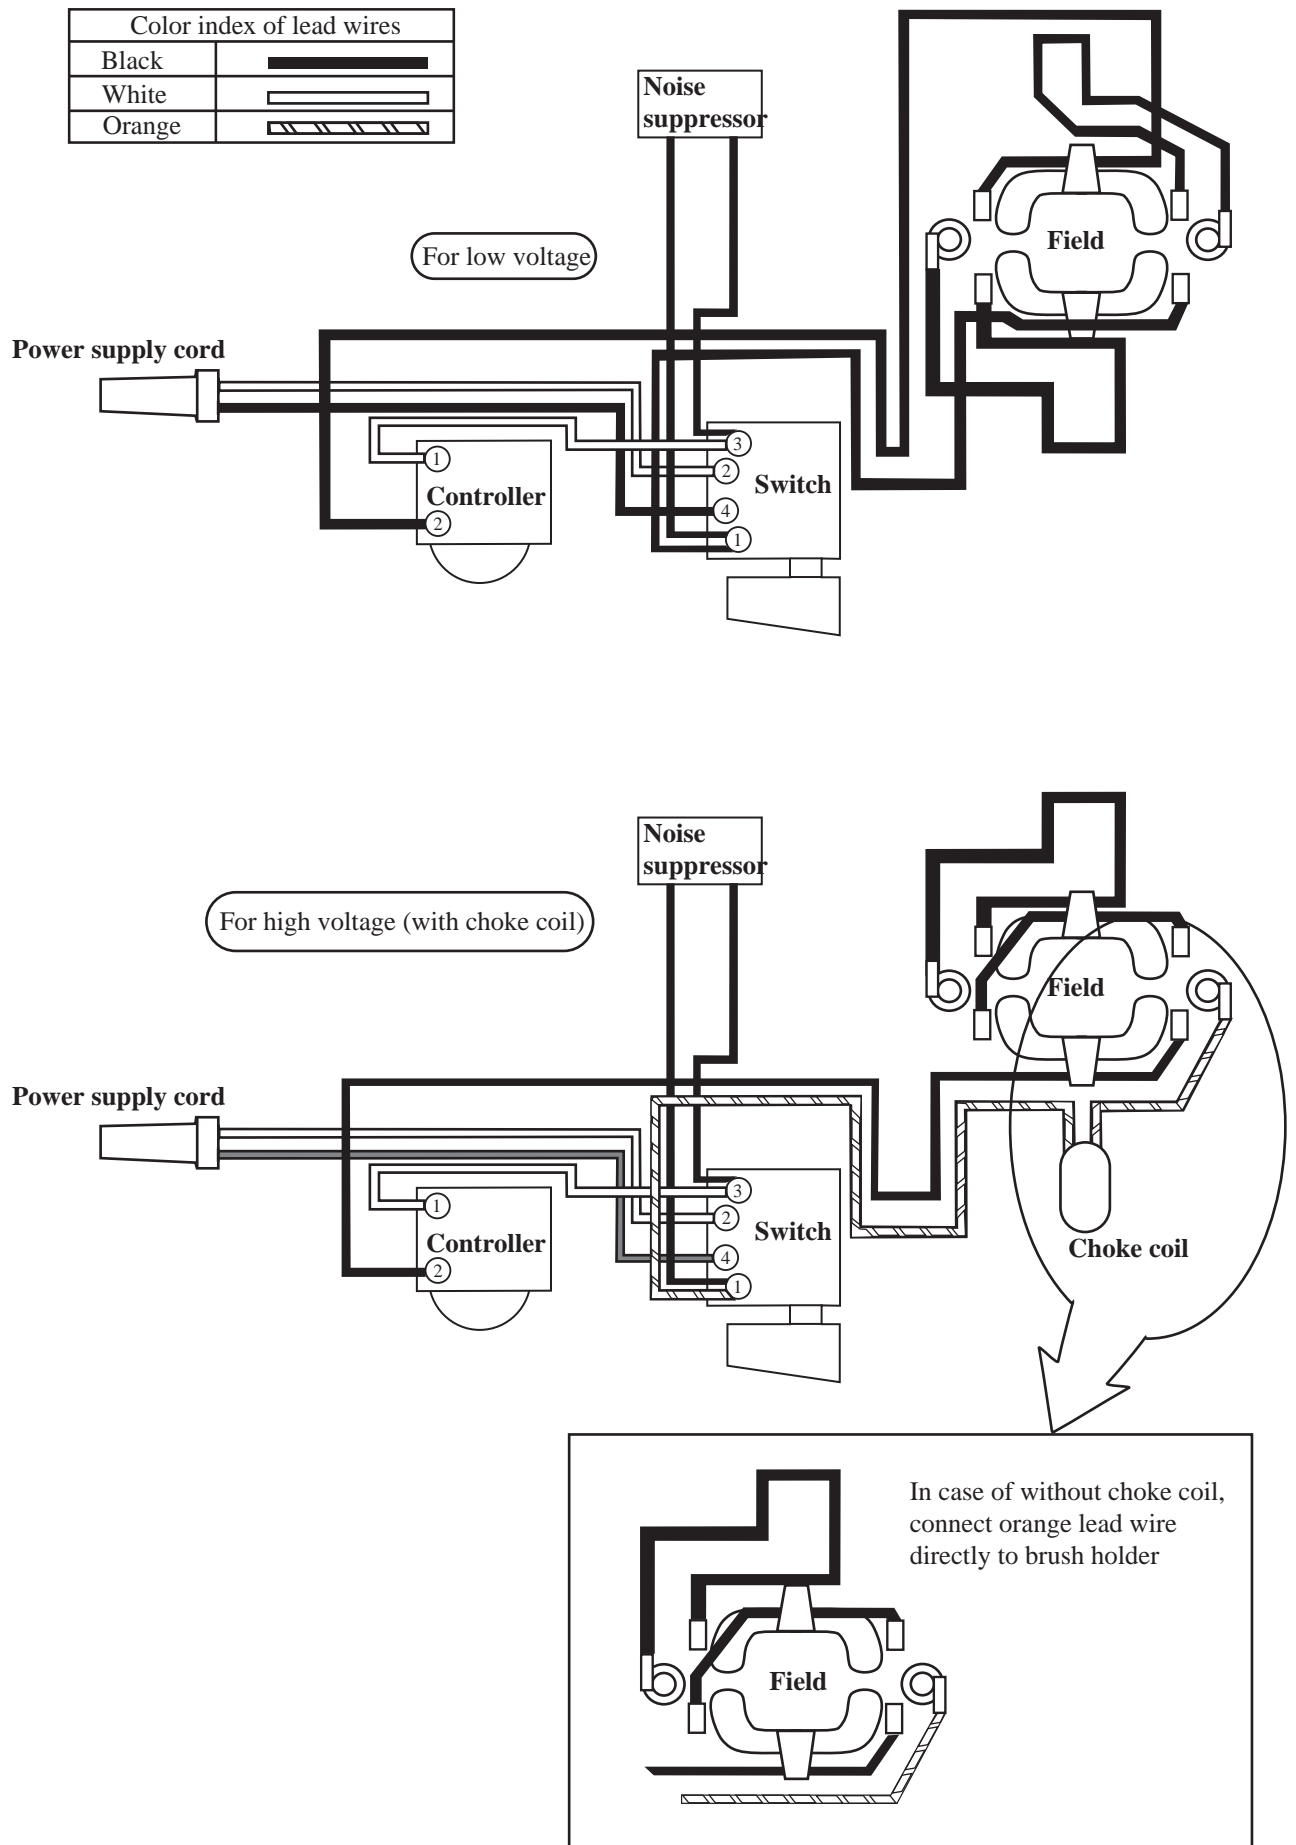 Color index of lead wires
Black
White
Orange
Noise
suppressor
For low voltage
Field
Power supply cord
1
Controller
2
3
2
Switch
4
1
Noise
suppressor
For high voltage (with choke coil)
Field
Power supply cord
1
Controller
2
3
2
Switch
4
1
Choke coil
In case of without choke coil,
connect orange lead wire
directly to brush holder
Field